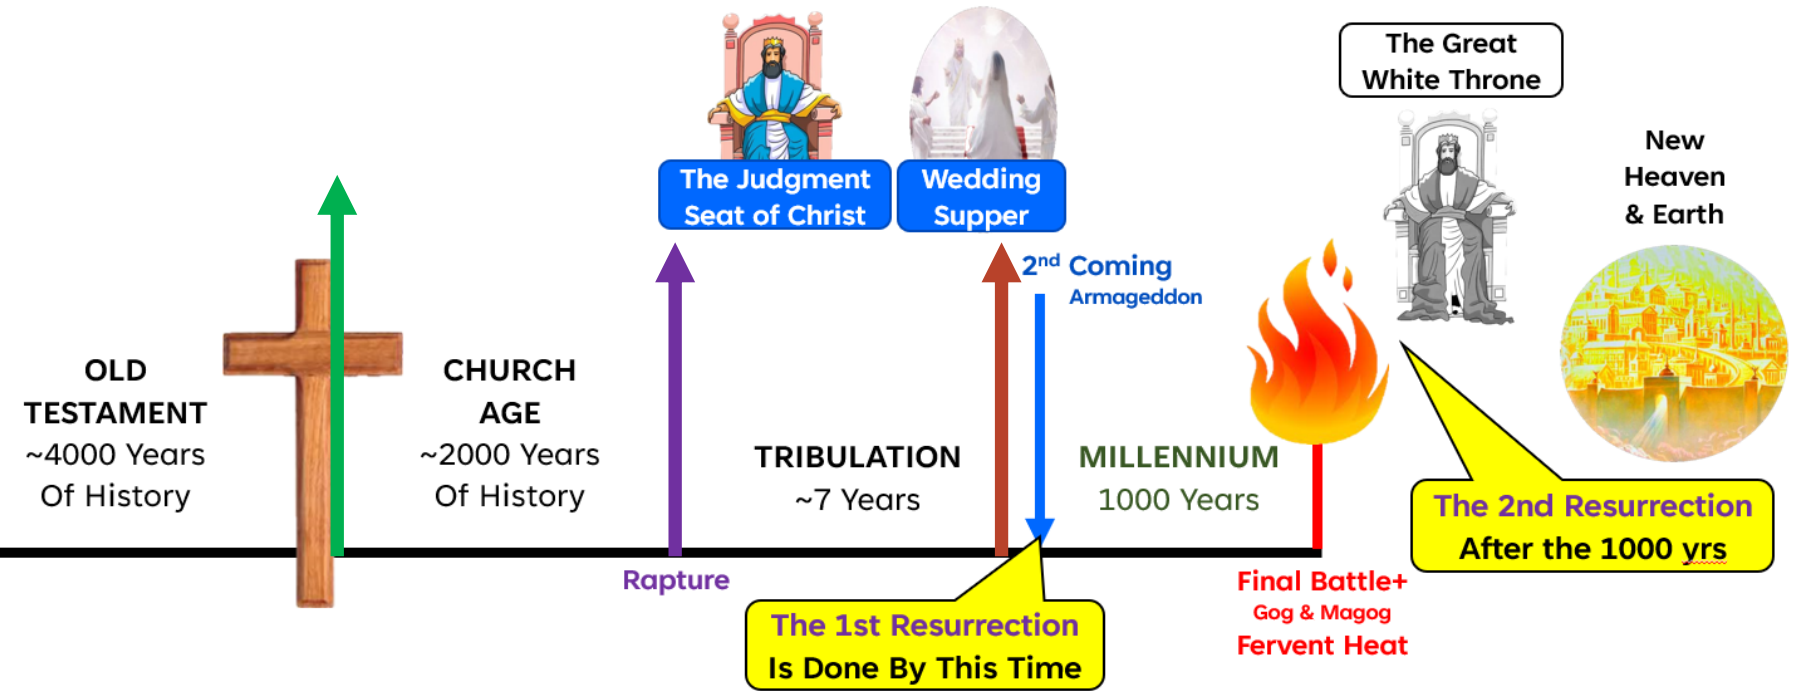 OLD
TESTAMENT
~4000 Years
Of History
CHURCH
AGE
~2000 Years
Of History
Rapture
The Judgment
Seat of Christ
Wedding
Supper
TRIBULATION
~7 Years
2nd Coming
Armageddon
The 1st Resurrection
Is Done By This Time
MILLENNIUM
1000 Years
Final Battle+
Gog & Magog
Fervent Heat
The Great
White Throne
The 2nd Resurrection
After the 1000 yrs
New
Heaven
& Earth